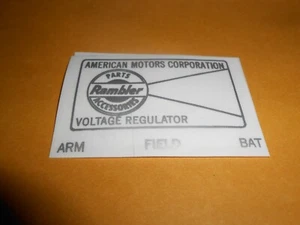 AMERICAN MOTORS CORPORATION
PARTS
Rambler
ACCESSORIES
VOLTAGE REGULATOR
ARM FIELD BAT